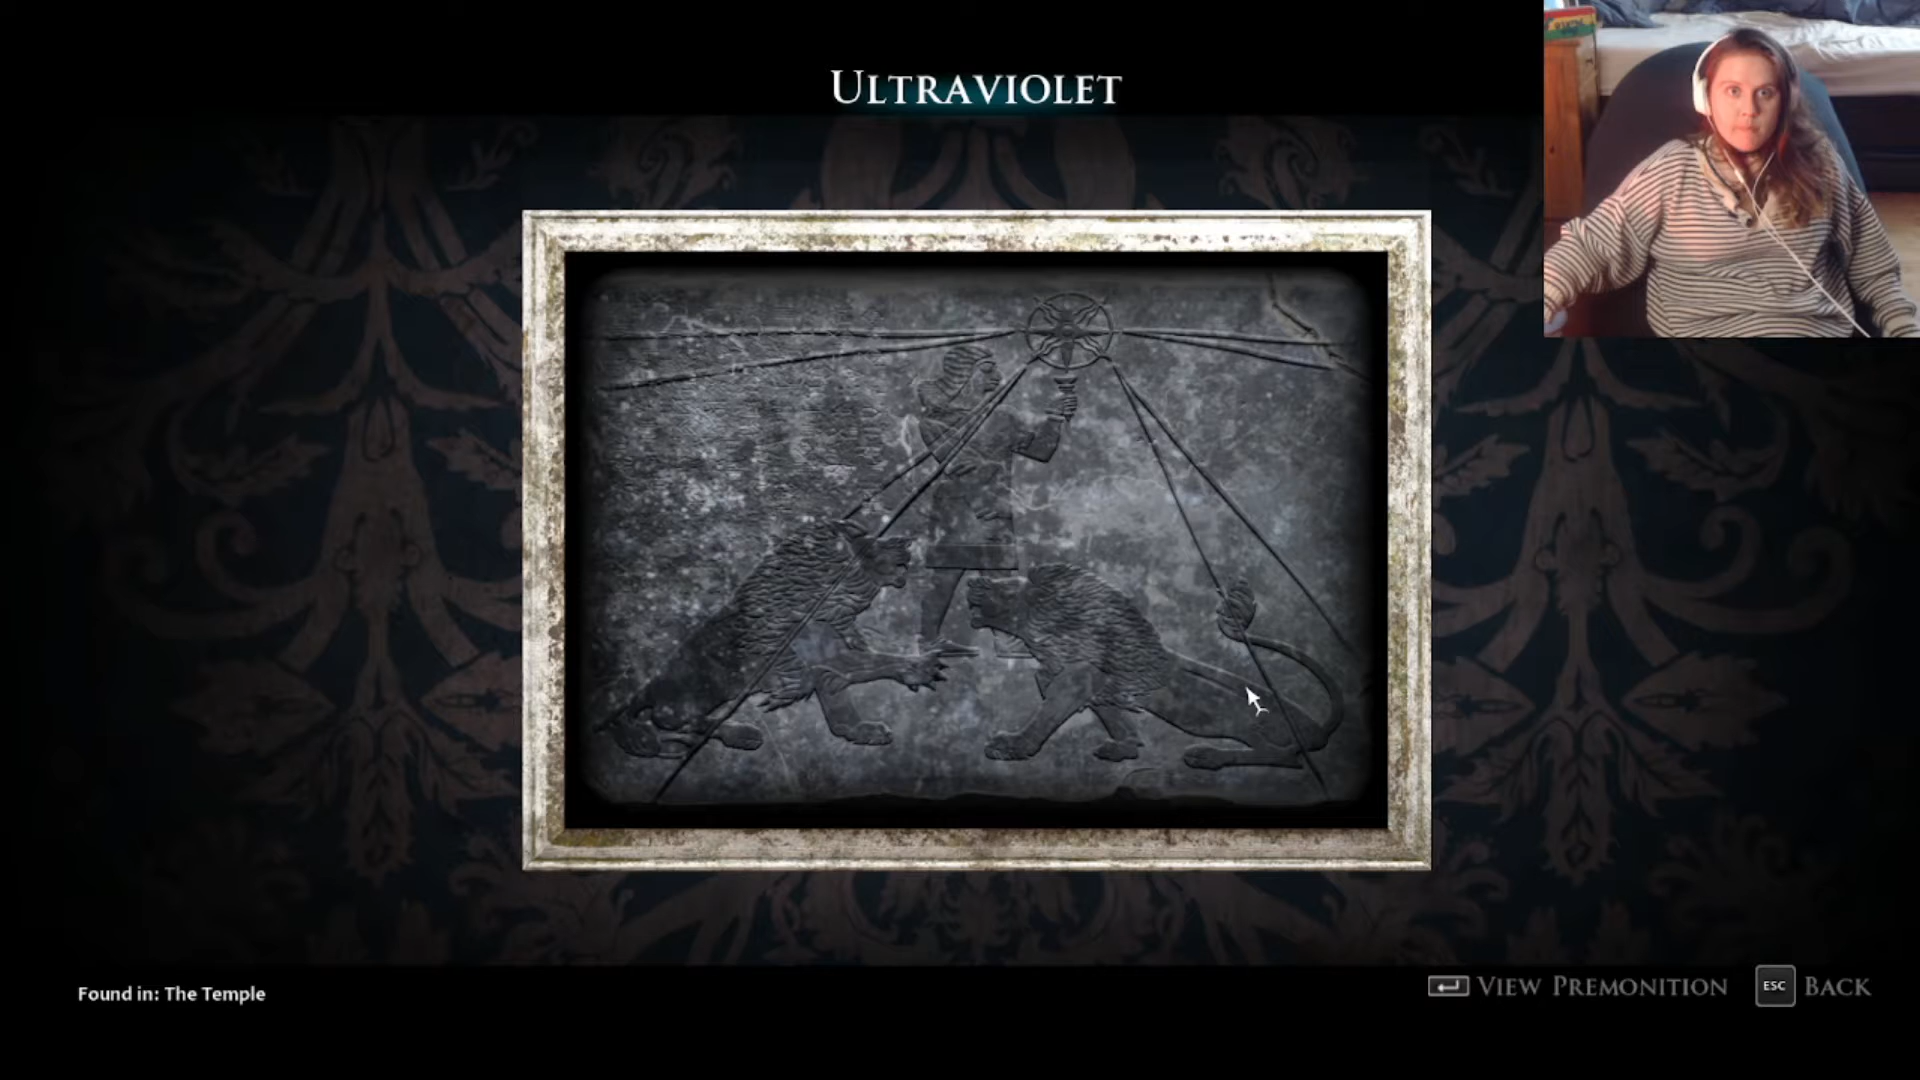 ULTRAVIOLET
Found in: The Temple
VIEW PREMONITION
ESC BACK